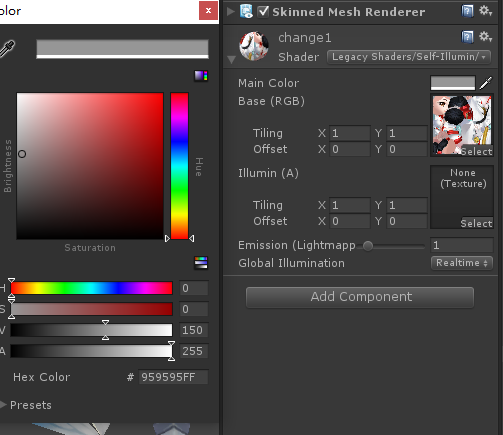 olor
Brightness
Hue
Saturation
H
0
S
0
V
150
A
255
Hex Color
# 959595FF
Presets
Skinned Mesh Renderer
change1
Shader
Legacy Shaders/Self-Illumin/
Main Color
Base (RGB)
Tiling X 1 Y 1
Offset X 0 Y 0
Select
Illumin (A)
None
(Texture)
Tiling X 1 Y 1
Offset X 0 Y 0
Select
Emission (Lightmapp
1
Global Illumination
Realtime
Add Component